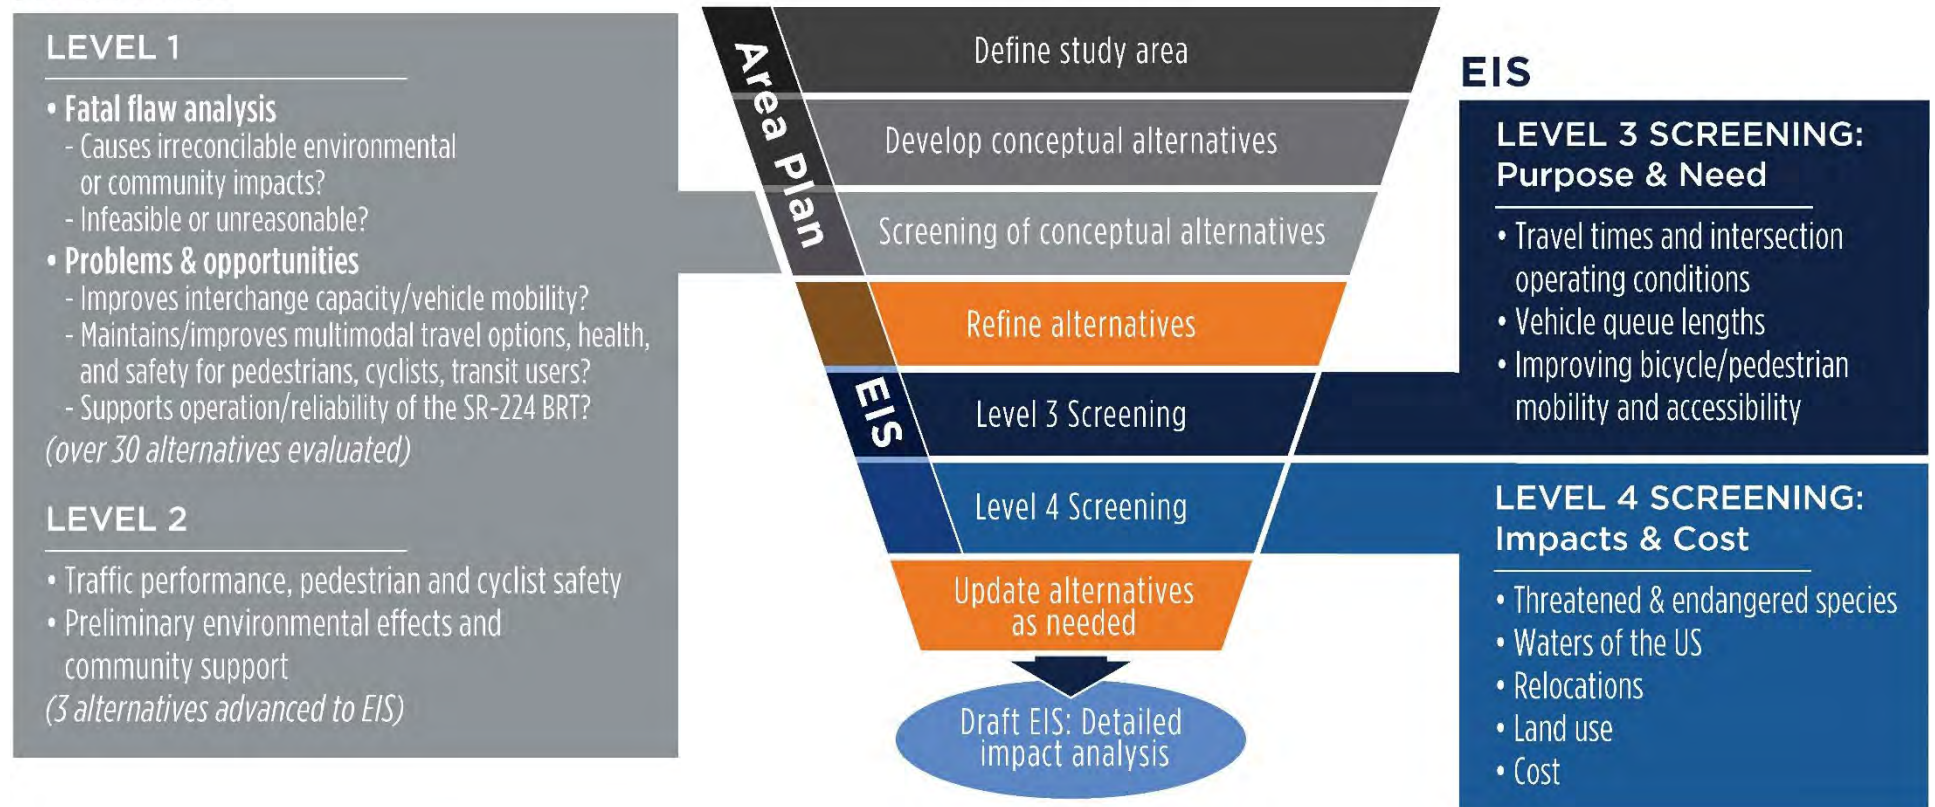 LEVEL 1
• Fatal flaw analysis
- Causes irreconcilable environmental
or community impacts?
- Infeasible or unreasonable?
• Problems & opportunities
- Improves interchange capacity/vehicle mobility?
- Maintains/improves multimodal travel options, health,
and safety for pedestrians, cyclists, transit users?
- Supports operation/reliability of the SR-224 BRT?
(over 30 alternatives evaluated)
LEVEL 2
• Traffic performance, pedestrian and cyclist safety
• Preliminary environmental effects and
community support
(3 alternatives advanced to EIS)
Area Plan
Define study area
Develop conceptual alternatives
Screening of conceptual alternatives
Refine alternatives
EIS
Level 3 Screening
Level 4 Screening
Update alternatives
as needed
Draft EIS: Detailed
impact analysis
EIS
LEVEL 3 SCREENING:
Purpose & Need
• Travel times and intersection
operating conditions
• Vehicle queue lengths
• Improving bicycle/pedestrian
mobility and accessibility
LEVEL 4 SCREENING:
Impacts & Cost
• Threatened & endangered species
• Waters of the US
• Relocations
• Land use
• Cost